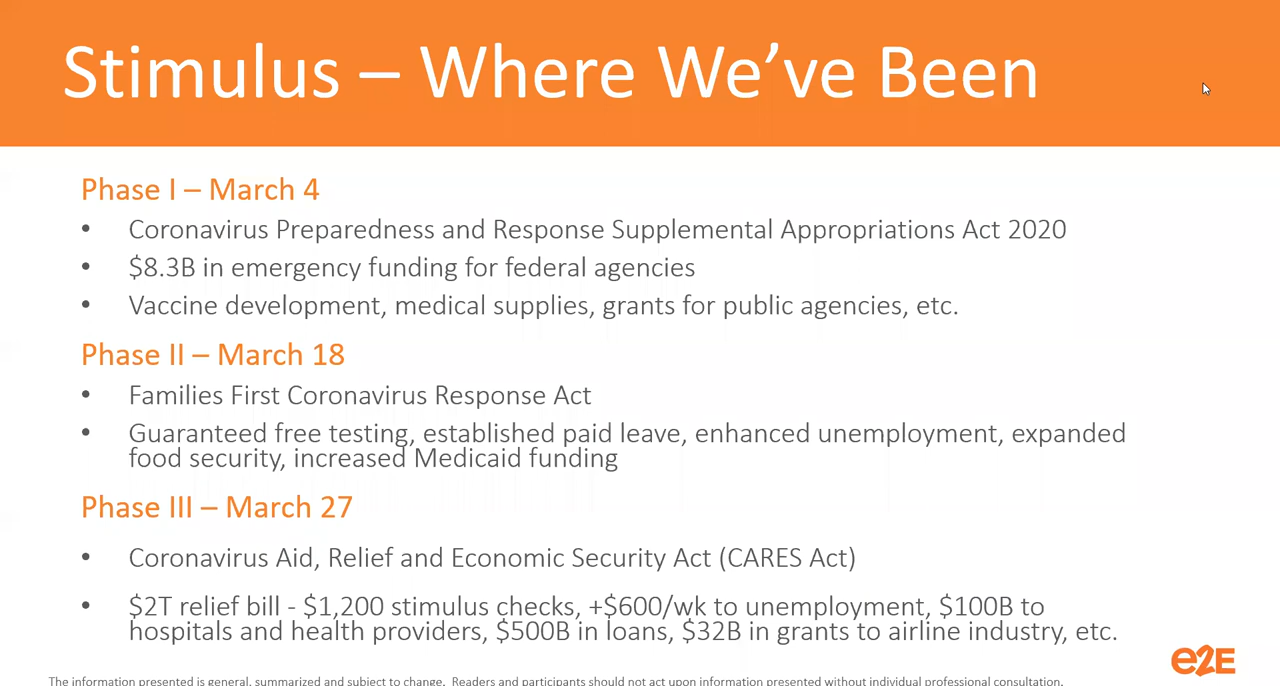 Stimulus – Where We’ve Been
Phase I – March 4
• Coronavirus Preparedness and Response Supplemental Appropriations Act 2020
• $8.3B in emergency funding for federal agencies
• Vaccine development, medical supplies, grants for public agencies, etc.
Phase II – March 18
• Families First Coronavirus Response Act
• Guaranteed free testing, established paid leave, enhanced unemployment, expanded
food security, increased Medicaid funding
Phase III – March 27
• Coronavirus Aid, Relief and Economic Security Act (CARES Act)
• $2T relief bill - $1,200 stimulus checks, +$600/wk to unemployment, $100B to
hospitals and health providers, $500B in loans, $32B in grants to airline industry, etc.
e2E
The information presented is general, summarized and subject to change. Readers and participants should not act upon information presented without individual professional consultation.